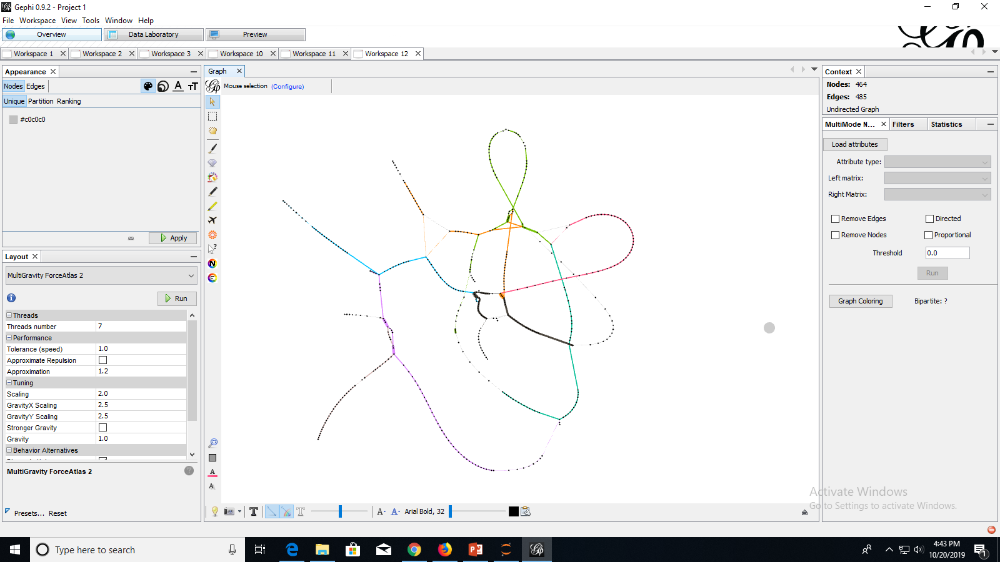 Gephi 0.9.2 - Project 1
File Workspace View Tools Window Help
Overview Data Laboratory Preview
Workspace 1 Workspace 2 Workspace 3 Workspace 10 Workspace 11 Workspace 12
Appearance
Nodes Edges
Unique Partition Ranking
#c0c0c0
Apply
Layout
MultiGravity ForceAtlas 2
Run
Threads
Threads number 7
Performance
Tolerance (speed) 1.0
Approximate Repulsion
Approximation 1.2
Tuning
Scaling 2.0
GravityX Scaling 2.5
GravityY Scaling 2.5
Stronger Gravity
Gravity 1.0
Behavior Alternatives
MultiGravity ForceAtlas 2
Presets... Reset
Graph
Mouse selection (Configure)
Arial Bold, 32
Context
Nodes: 464
Edges: 485
Undirected Graph
MultiMode N... Filters Statistics
Load attributes
Attribute type:
Left matrix:
Right Matrix:
Remove Edges Directed
Remove Nodes Proportional
Threshold 0.0
Run
Graph Coloring Bipartite: ?
Activate Windows
Go to Settings to activate Windows.
Type here to search
4:43 PM
10/20/2019
1